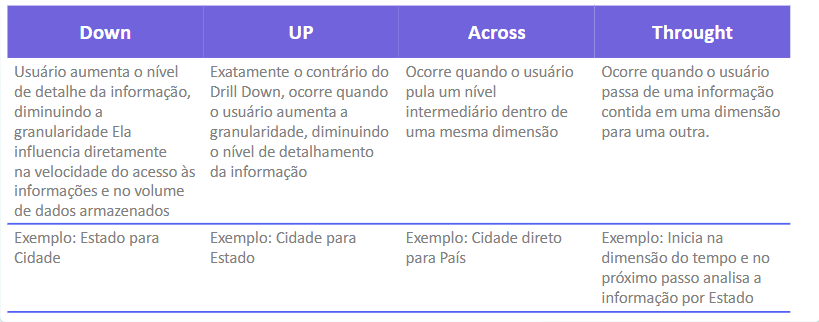 Down
UP
Across
Throught
Usuário aumenta o nível
de detalhe da informação,
diminuindo a
granularidade Ela
influencia diretamente
na velocidade do acesso às
informações e no volume
de dados armazenados
Exatamente o contrário do
Drill Down, ocorre quando
o usuário aumenta a
granularidade, diminuindo
o nível de detalhamento
da informação
Ocorre quando o usuário
pula um nível
intermediário dentro de
uma mesma dimensão
Ocorre quando o usuário
passa de uma informação
contida em uma dimensão
para uma outra.
Exemplo: Estado para
Cidade
Exemplo: Cidade para
Estado
Exemplo: Cidade direto
para País
Exemplo: Inicia na
dimensão do tempo e no
próximo passo analisa a
informação por Estado